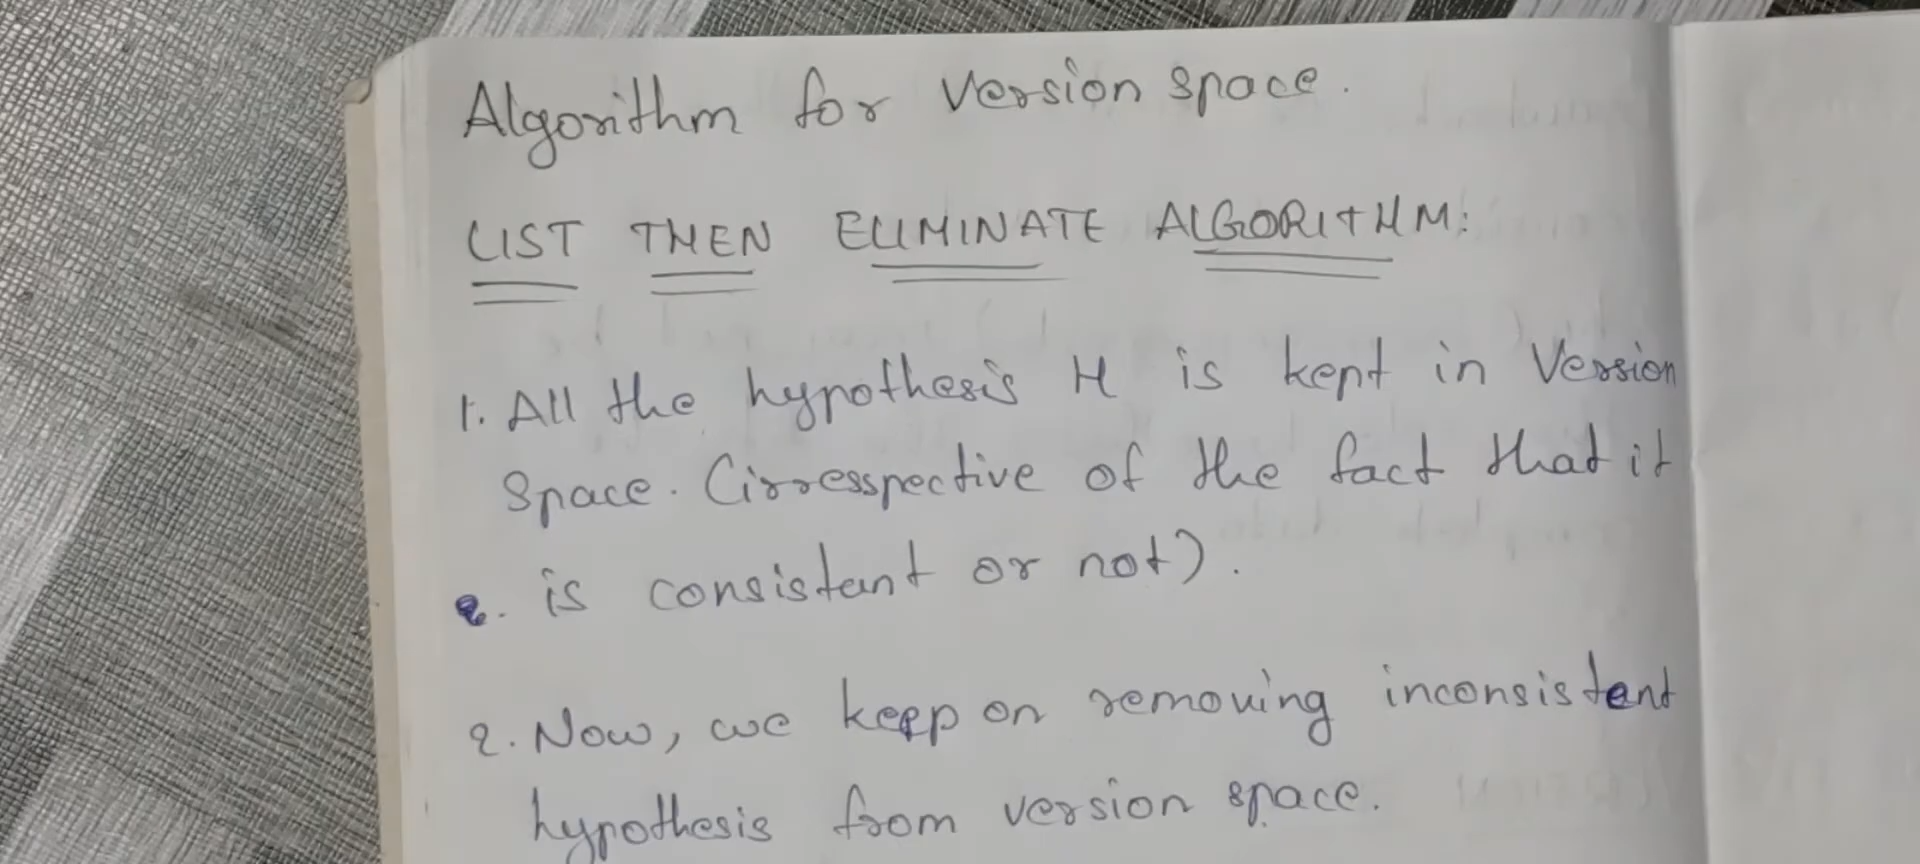 Algorithm for Version space.
LIST THEN ELIMINATE ALGORITHM:
1. All the hypothesis H is kept in Version
Space. (irresspective of the fact that it
is consistent or not).
2. Now, we keep on removing inconsistent
hypothesis from version space.